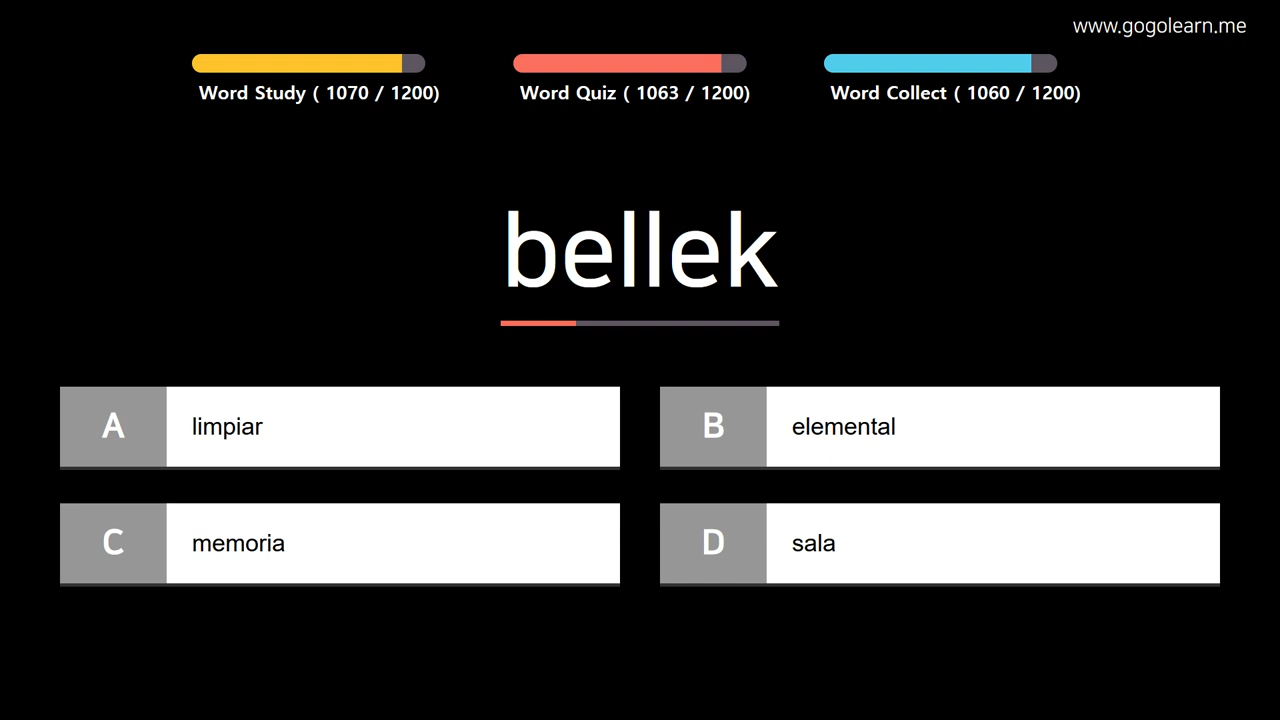 www.gogolearn.me
Word Study ( 1070 / 1200)
Word Quiz ( 1063 / 1200)
Word Collect ( 1060 / 1200)
bellek
A limpiar
B elemental
C memoria
D sala